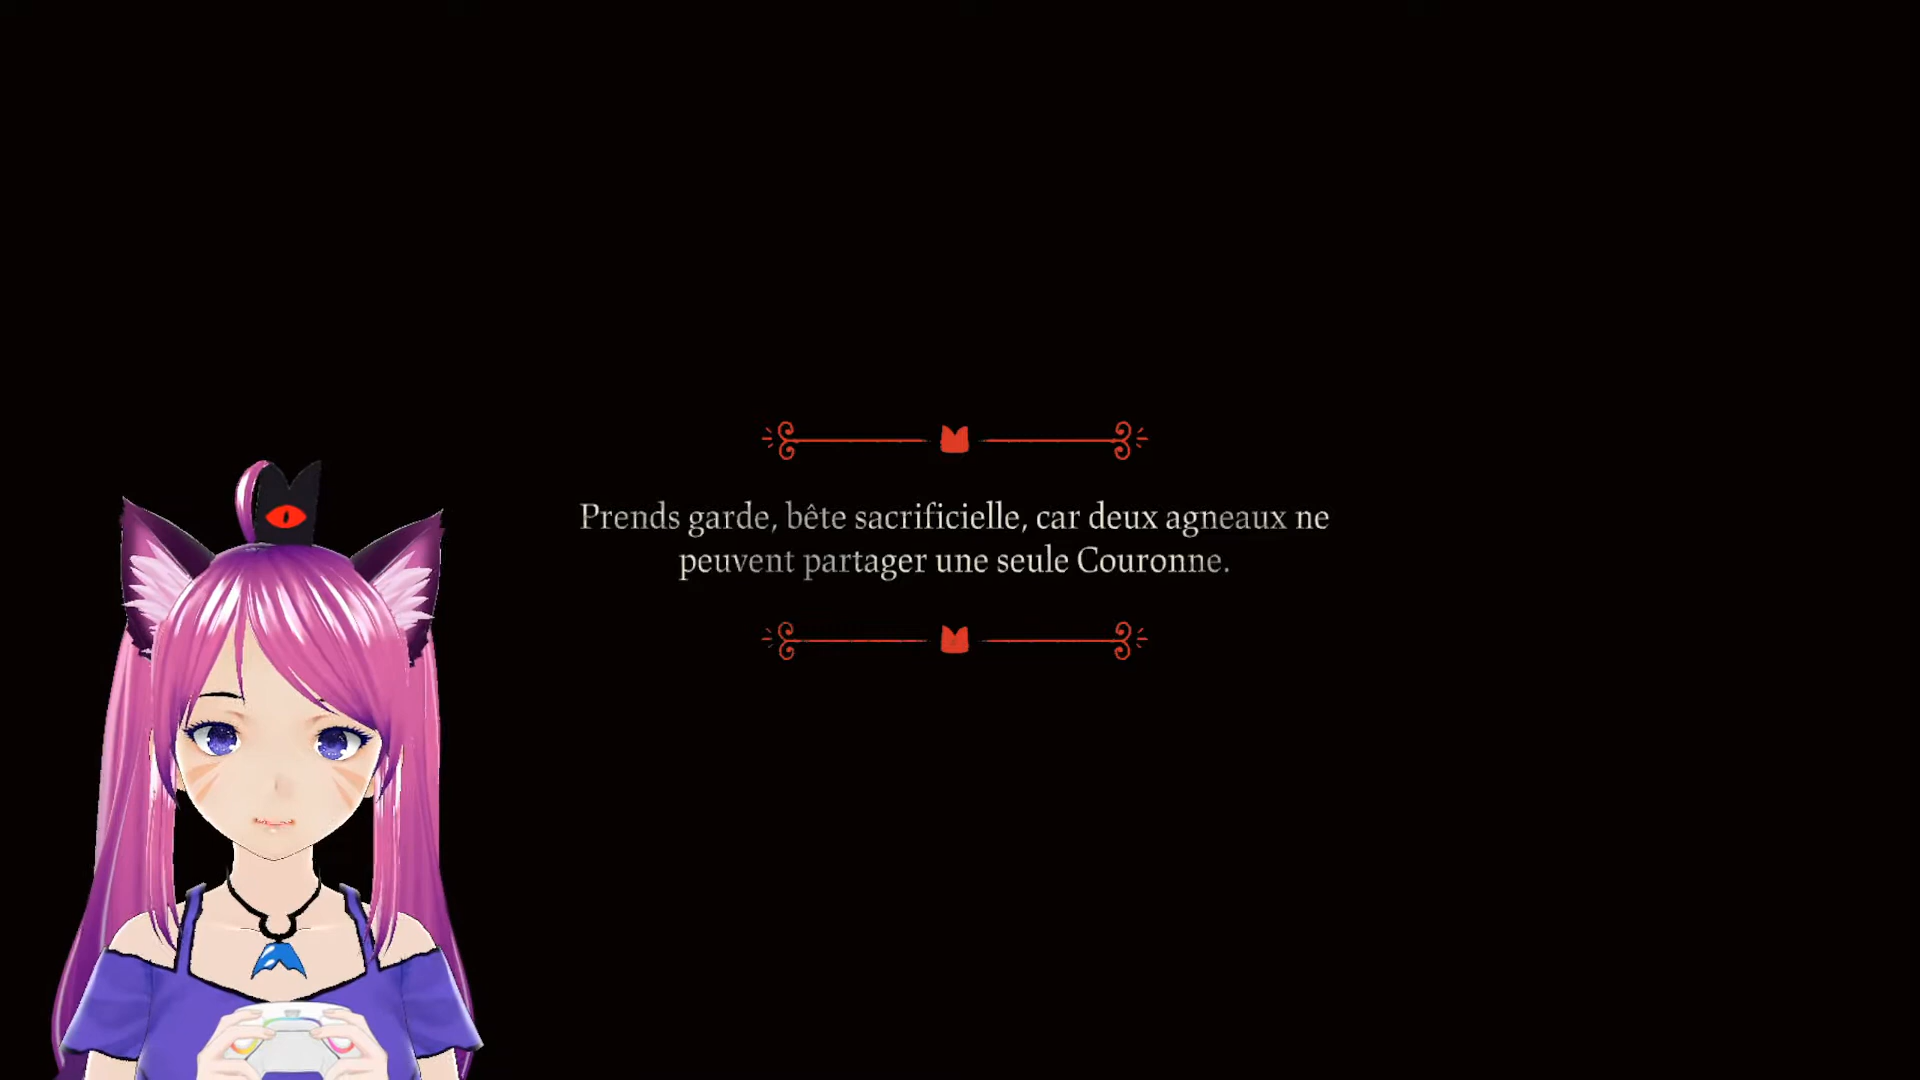 Prends garde, bête sacrificielle, car deux agneaux ne
peuvent partager une seule Couronne.